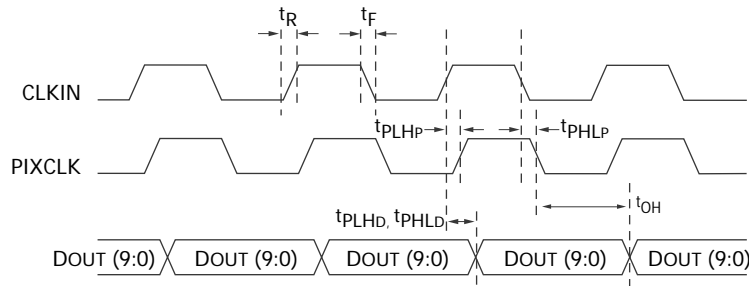 tR tF
CLKIN
tPLHP tPHLP
PIXCLK
tOH
tPLHD, tPHLD
DOUT (9:0) DOUT (9:0) DOUT (9:0) DOUT (9:0) DOUT (9:0)